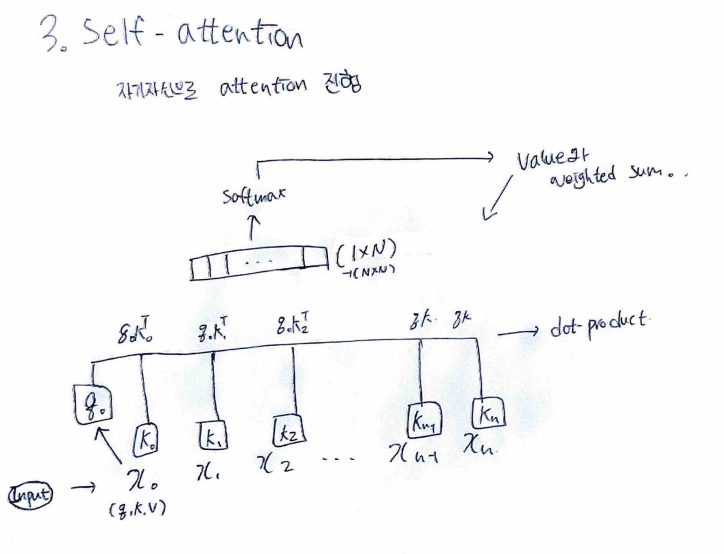 3. Self-attention
자기자신으로 attention 진행
Value와
weighted sum..
Softmax
...
(1×N)
→(N×N)
q₀k₀ᵀ q₀k₁ᵀ q₀k₂ᵀ qk qk → dot-product.
q₀
k₀ k₁ k₂ kₙ₋₁ kₙ
Input → x₀ x₁ x₂ ... xₙ₋₁ xₙ
(q,k,v)